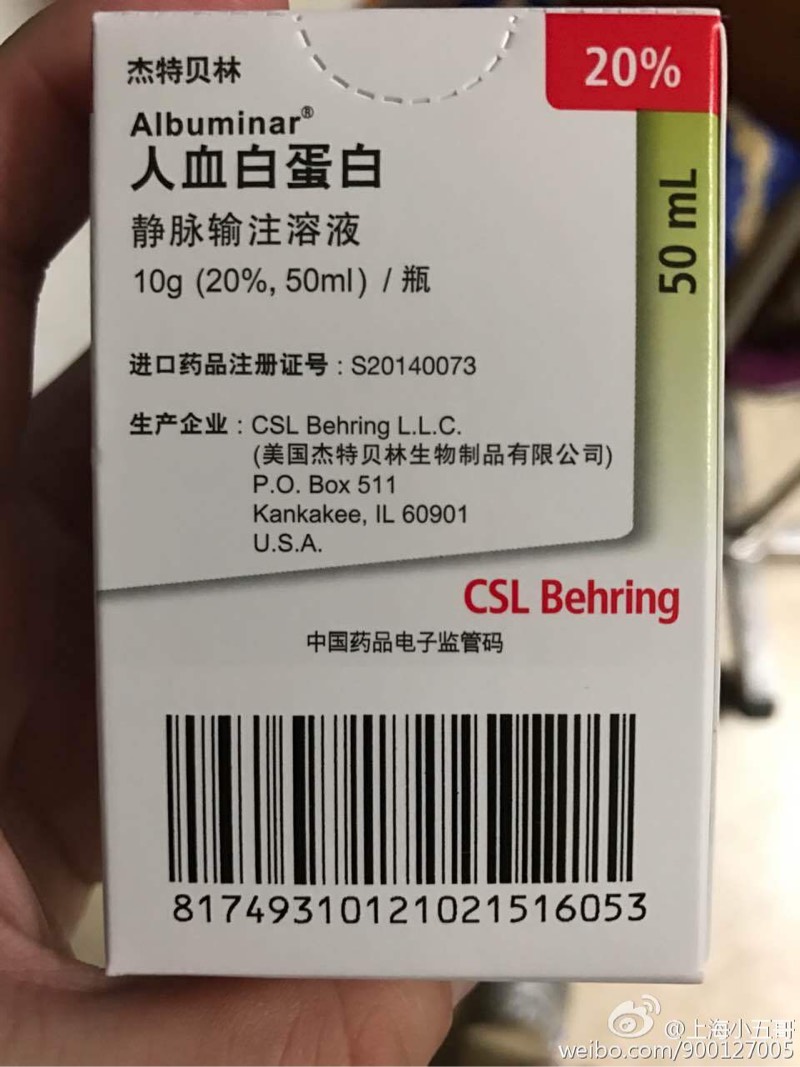 杰特贝林
20%
Albuminar®
人血白蛋白
静脉输注溶液
10g (20%, 50ml) / 瓶
50 mL
进口药品注册证号：S20140073
生产企业：CSL Behring L.L.C.
(美国杰特贝林生物制品有限公司)
P.O. Box 511
Kankakee, IL 60901
U.S.A.
CSL Behring
中国药品电子监管码
81749310121021516053
@上海小五哥
weibo.com/900127005